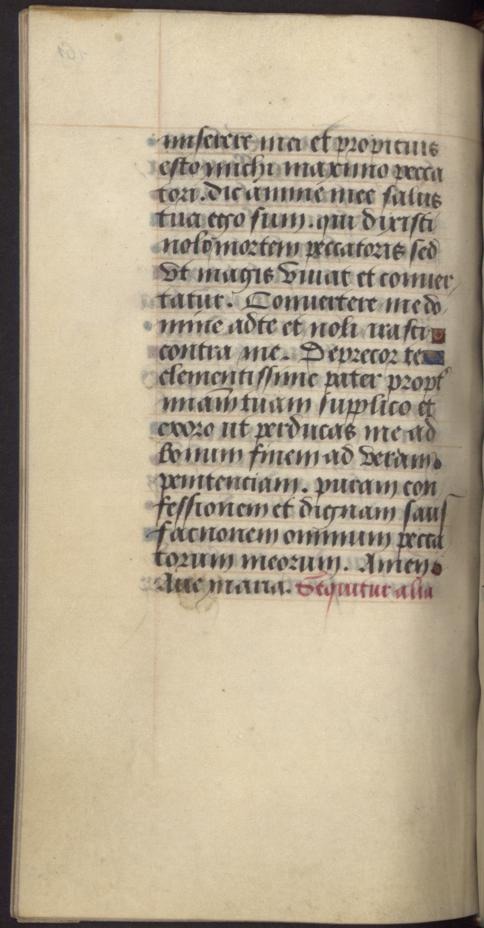 miserere mei et propicius
esto michi maximo pecca
tori. dic anime mee salus
tua ego sum. qui dixisti
nolo mortem peccatoris sed
vt magis viuat et conuer
tatur. Conuertere me do
mine ad te et noli irasci
contra me. Deprecor te
clementissime pater propt
miam tuam supplico et
exoro ut perducas me ad
bonum finem ad veram
penitenciam. puram con
fessionem et dignam satis
factionem omnium pecca
torum meorum. Amen
Aue maria. Sequitur alia